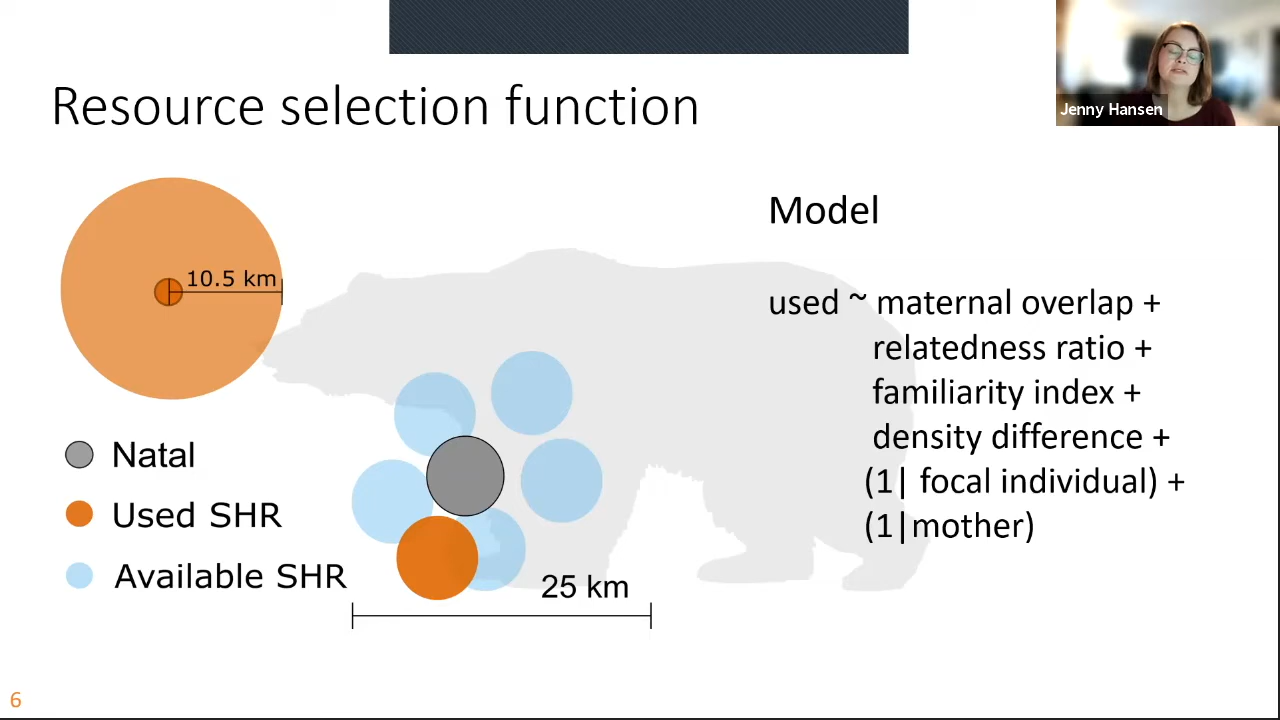 Jenny Hansen
Resource selection function
10.5 km
Natal
Used SHR
Available SHR
25 km
Model
used ~ maternal overlap +
relatedness ratio +
familiarity index +
density difference +
(1| focal individual) +
(1|mother)
6